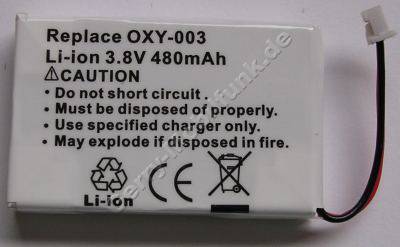 Replace OXY-003
Li-ion 3.8V 480mAh
⚠CAUTION:
• Do not short circuit .
• Must be disposed of properly.
• Use specified charger only.
• May explode if disposed in fire.
Li-ion